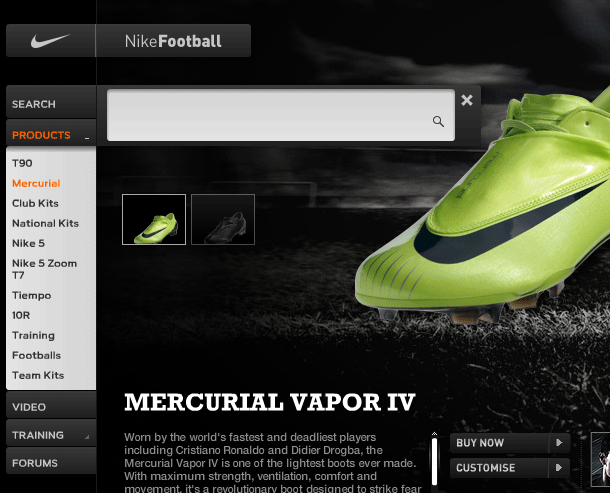 NikeFootball
SEARCH
PRODUCTS
T90
Mercurial
Club Kits
National Kits
Nike 5
Nike 5 Zoom
T7
Tiempo
10R
Training
Footballs
Team Kits
VIDEO
TRAINING
FORUMS
MERCURIAL VAPOR IV
Worn by the world's fastest and deadliest players
including Cristiano Ronaldo and Didier Drogba, the
Mercurial Vapor IV is one of the lightest boots ever made.
With maximum strength, ventilation, comfort and
movement, it's a revolutionary boot designed to strike fear
BUY NOW
CUSTOMISE